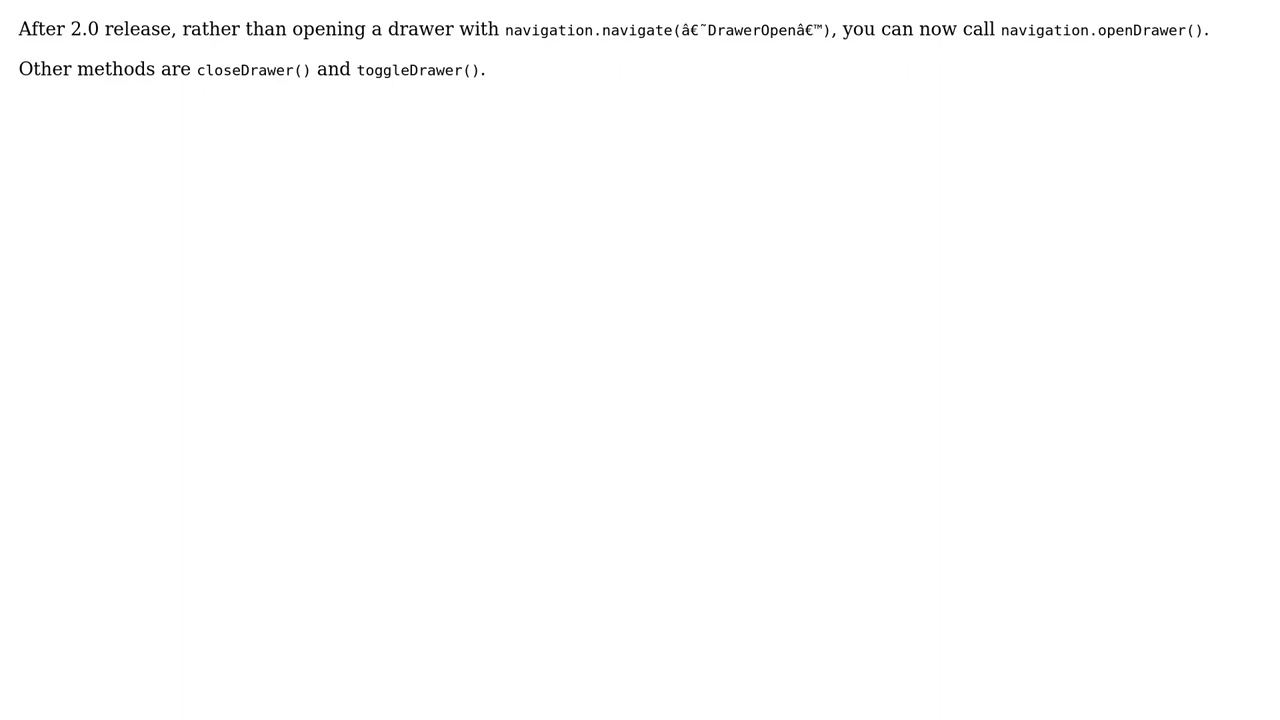 After 2.0 release, rather than opening a drawer with navigation.navigate(â€˜DrawerOpenâ€™), you can now call navigation.openDrawer().
Other methods are closeDrawer() and toggleDrawer().